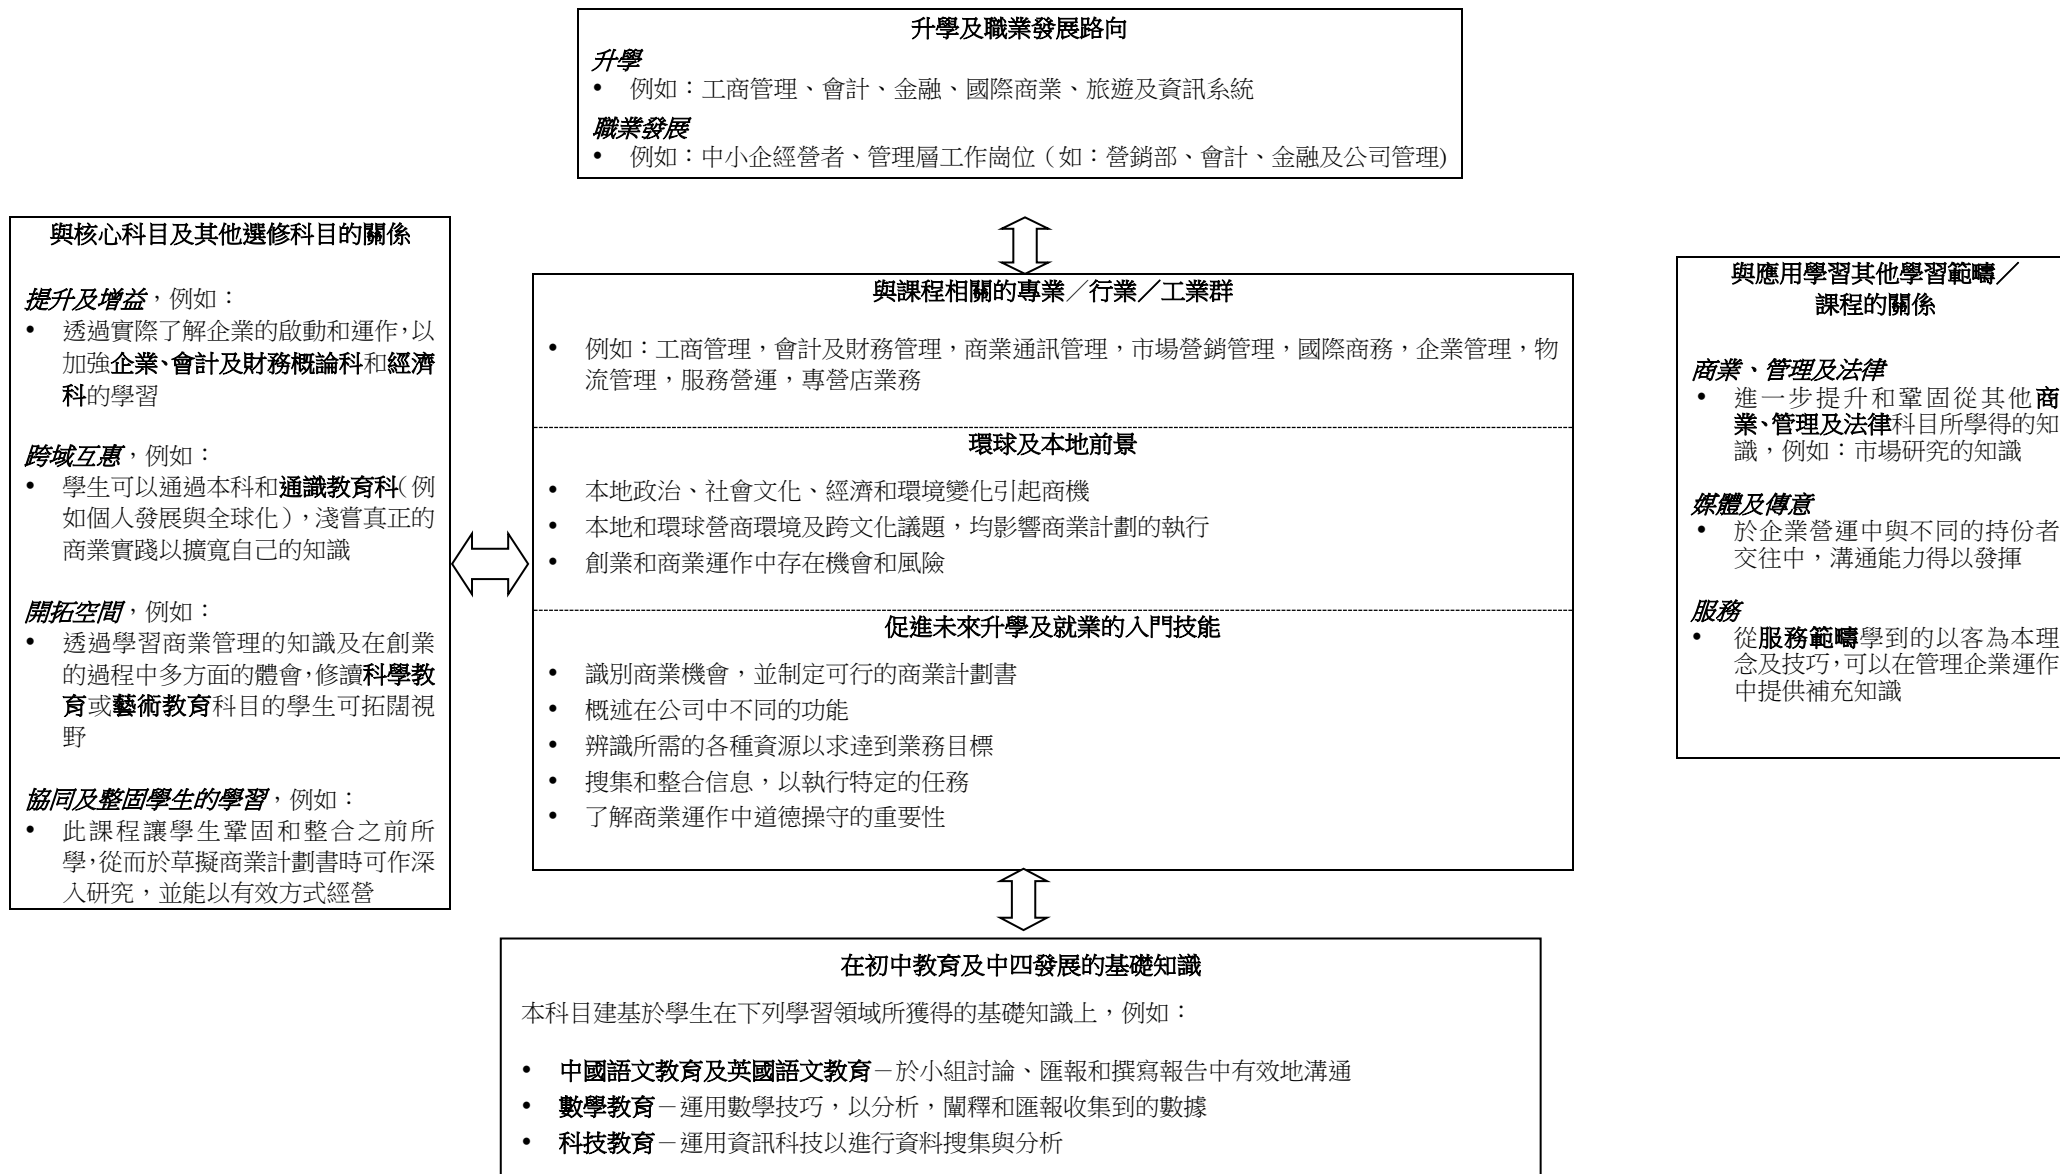 升學及職業發展路向
升學
• 例如：工商管理、會計、金融、國際商業、旅遊及資訊系統
職業發展
• 例如：中小企經營者、管理層工作崗位（如：營銷部、會計、金融及公司管理)
與核心科目及其他選修科目的關係
提升及增益，例如：
• 透過實際了解企業的啟動和運作，以
加強企業、會計及財務概論科和經濟
科的學習
跨域互惠，例如：
• 學生可以通過本科和通識教育科（例
如個人發展與全球化），淺嘗真正的
商業實踐以擴寬自己的知識
開拓空間，例如：
• 透過學習商業管理的知識及在創業
的過程中多方面的體會，修讀科學教
育或藝術教育科目的學生可拓闊視
野
協同及整固學生的學習，例如：
• 此課程讓學生鞏固和整合之前所
學，從而於草擬商業計劃書時可作深
入研究，並能以有效方式經營
與課程相關的專業／行業／工業群
• 例如：工商管理，會計及財務管理，商業通訊管理，市場營銷管理，國際商務，企業管理，物
流管理，服務營運，專營店業務
環球及本地前景
• 本地政治、社會文化、經濟和環境變化引起商機
• 本地和環球營商環境及跨文化議題，均影響商業計劃的執行
• 創業和商業運作中存在機會和風險
促進未來升學及就業的入門技能
• 識別商業機會，並制定可行的商業計劃書
• 概述在公司中不同的功能
• 辨識所需的各種資源以求達到業務目標
• 搜集和整合信息，以執行特定的任務
• 了解商業運作中道德操守的重要性
與應用學習其他學習範疇／
課程的關係
商業、管理及法律
• 進一步提升和鞏固從其他商
業、管理及法律科目所學得的知
識，例如：市場研究的知識
媒體及傳意
• 於企業營運中與不同的持份者
交往中，溝通能力得以發揮
服務
• 從服務範疇學到的以客為本理
念及技巧，可以在管理企業運作
中提供補充知識
在初中教育及中四發展的基礎知識
本科目建基於學生在下列學習領域所獲得的基礎知識上，例如：
• 中國語文教育及英國語文教育－於小組討論、匯報和撰寫報告中有效地溝通
• 數學教育－運用數學技巧，以分析，闡釋和匯報收集到的數據
• 科技教育－運用資訊科技以進行資料搜集與分析